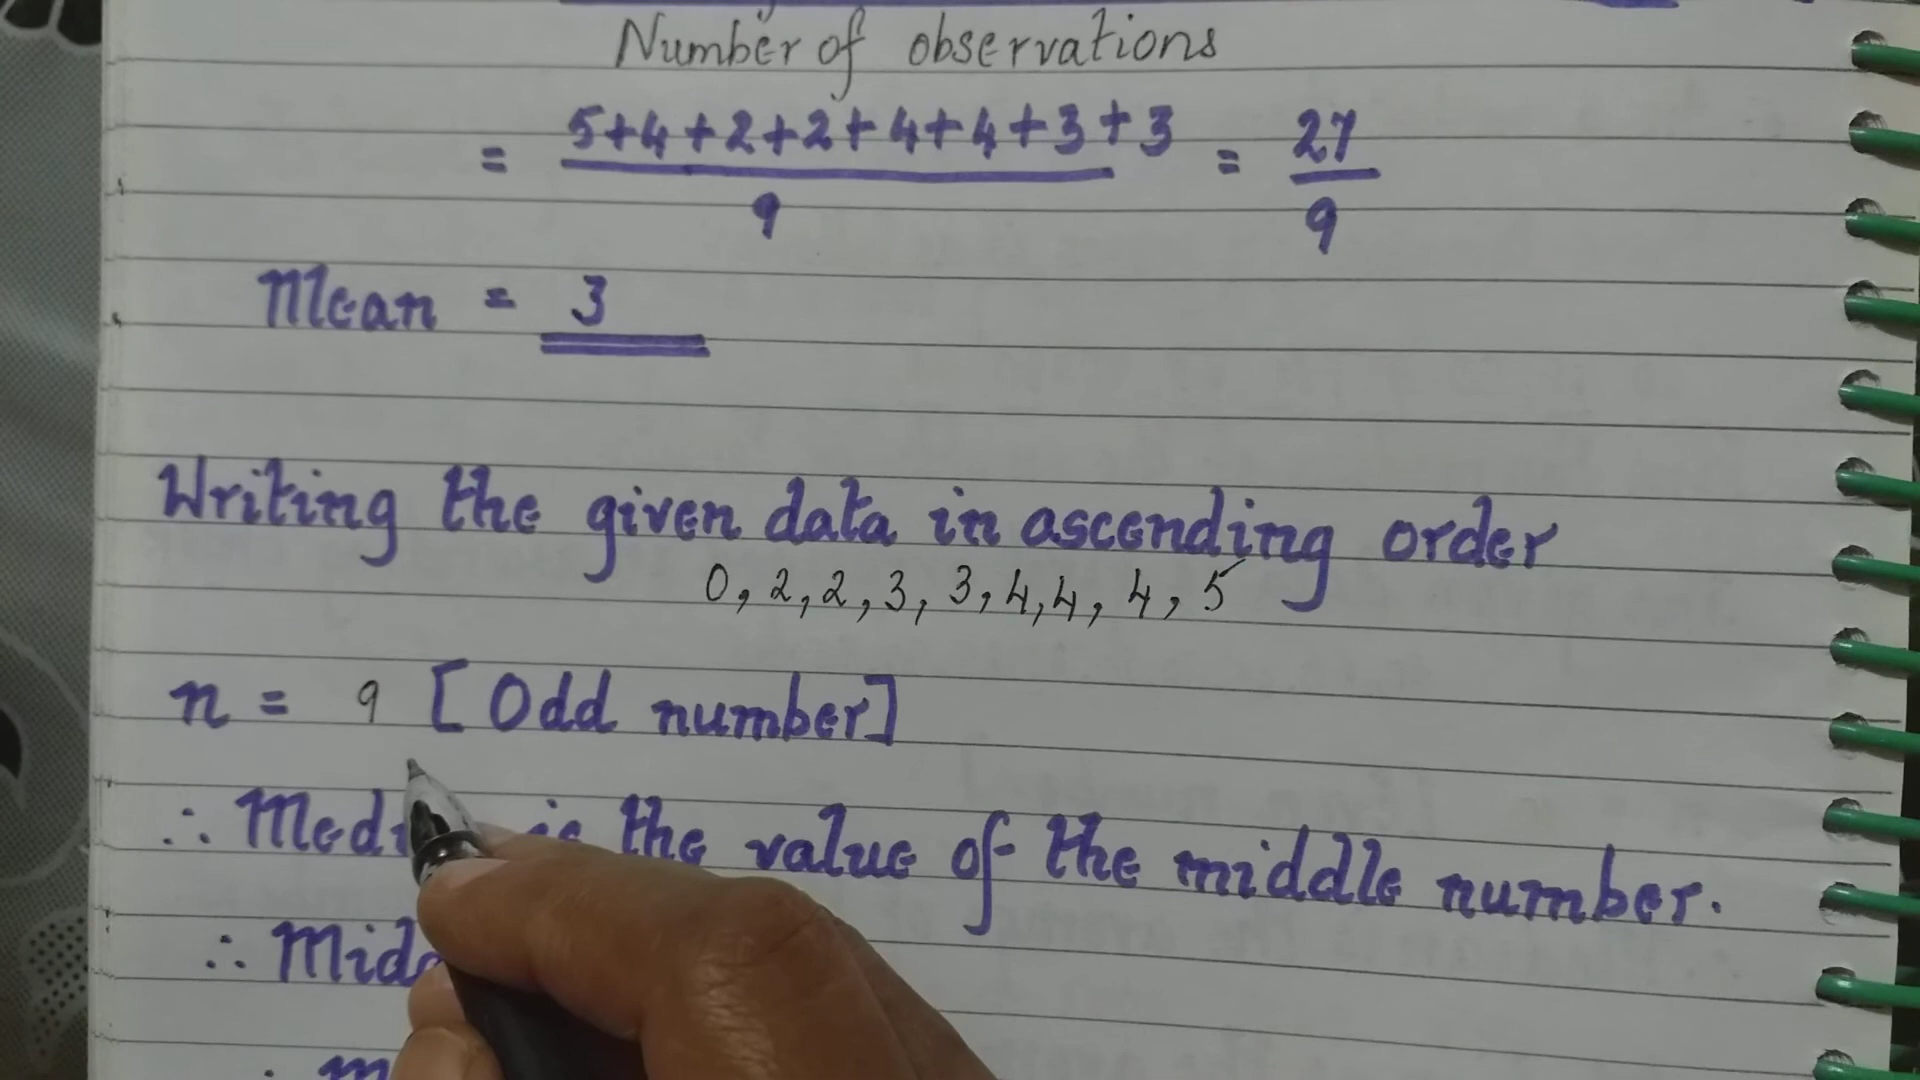 Number of observations
= 5+4+2+2+4+4+3+3 = 27
9 9
Mean = 3
Writing the given data in ascending order
0, 2, 2, 3, 3, 4, 4, 4, 5
n = 9 [Odd number]
∴ is the value of the middle number.
∴